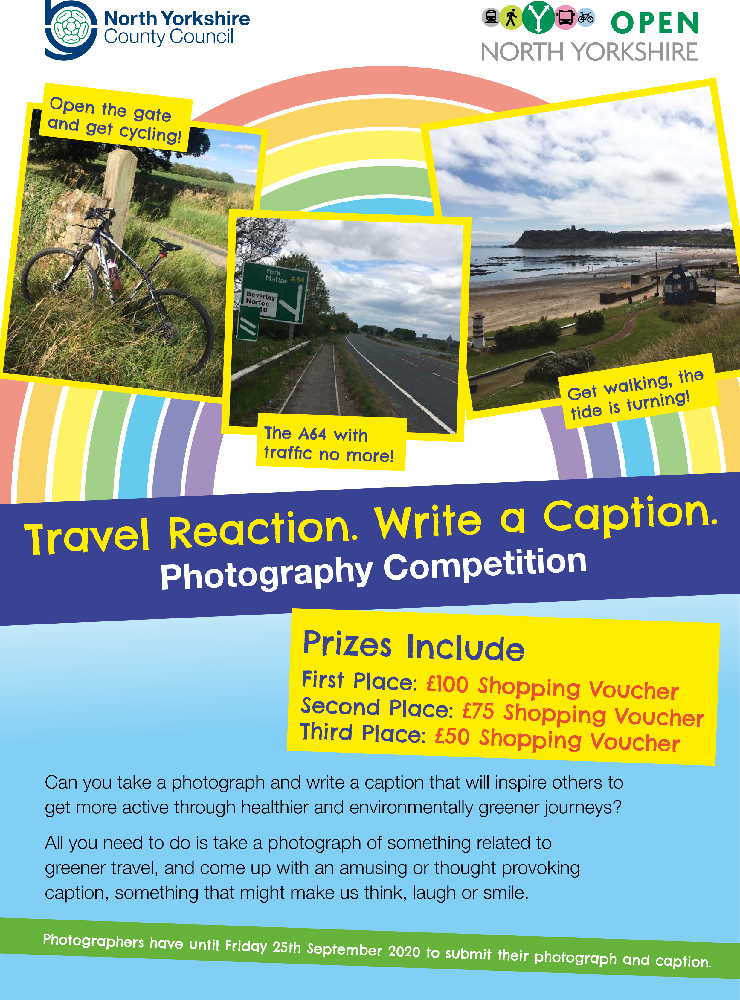 North Yorkshire
County Council
OPEN
NORTH YORKSHIRE
Open the gate
and get cycling!
York
Malton A64
Beverley
Norton
The A64 with
traffic no more!
Get walking, the
tide is turning!
Travel Reaction. Write a Caption.
Photography Competition
Prizes Include
First Place: £100 Shopping Voucher
Second Place: £75 Shopping Voucher
Third Place: £50 Shopping Voucher
Can you take a photograph and write a caption that will inspire others to
get more active through healthier and environmentally greener journeys?
All you need to do is take a photograph of something related to
greener travel, and come up with an amusing or thought provoking
caption, something that might make us think, laugh or smile.
Photographers have until Friday 25th September 2020 to submit their photograph and caption.